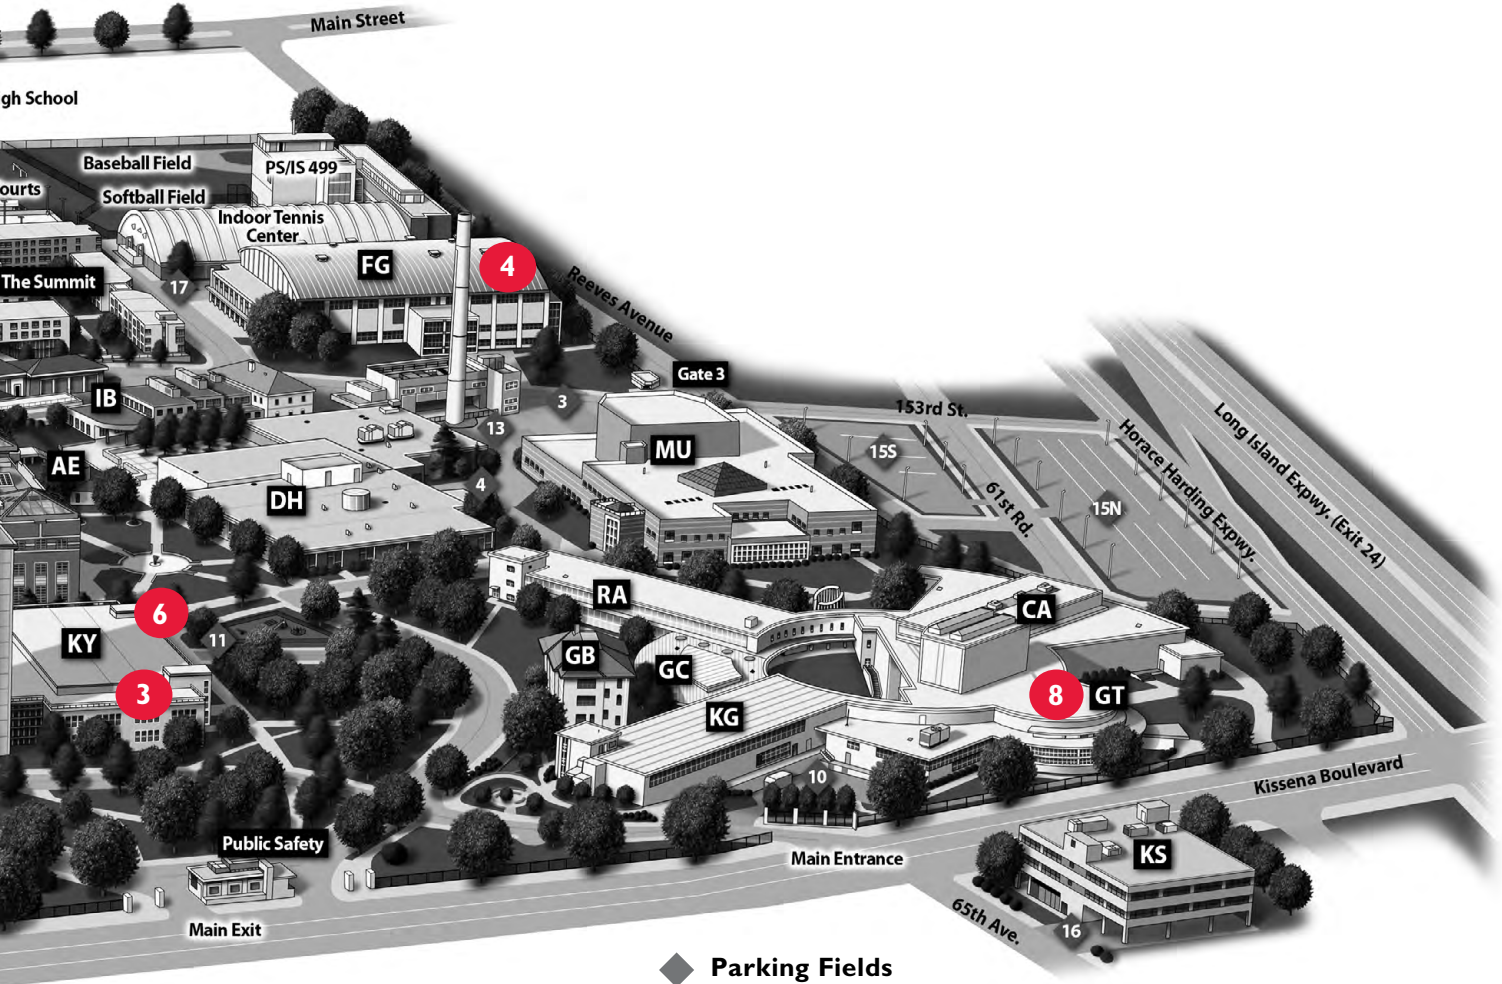 Main Street
gh School
Baseball Field
PS/IS 499
ourts
Softball Field
Indoor Tennis
Center
FG
4
The Summit
17
Reeves Avenue
Gate 3
IB
3
153rd St.
13
MU
15S
Long Island Expwy. (Exit 24)
Horace Harding Expwy.
AE
4
DH
61st Rd.
15N
RA
CA
6
KY
11
GB
GC
3
8
GT
KG
10
Kissena Boulevard
Public Safety
Main Entrance
KS
Main Exit
65th Ave.
16
Parking Fields